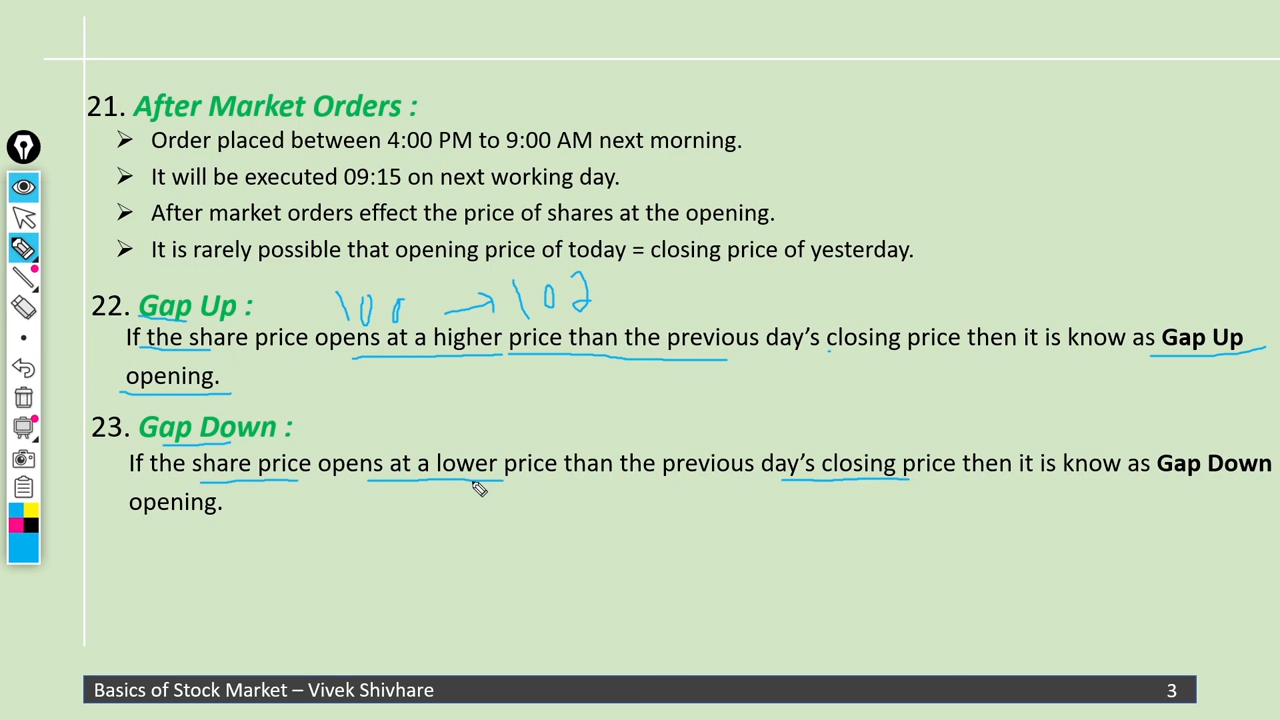 21. After Market Orders :
➢ Order placed between 4:00 PM to 9:00 AM next morning.
➢ It will be executed 09:15 on next working day.
➢ After market orders effect the price of shares at the opening.
➢ It is rarely possible that opening price of today = closing price of yesterday.
22. Gap Up : 100 → 102
If the share price opens at a higher price than the previous day’s closing price then it is know as Gap Up
opening.
23. Gap Down :
If the share price opens at a lower price than the previous day’s closing price then it is know as Gap Down
opening.
Basics of Stock Market – Vivek Shivhare 3